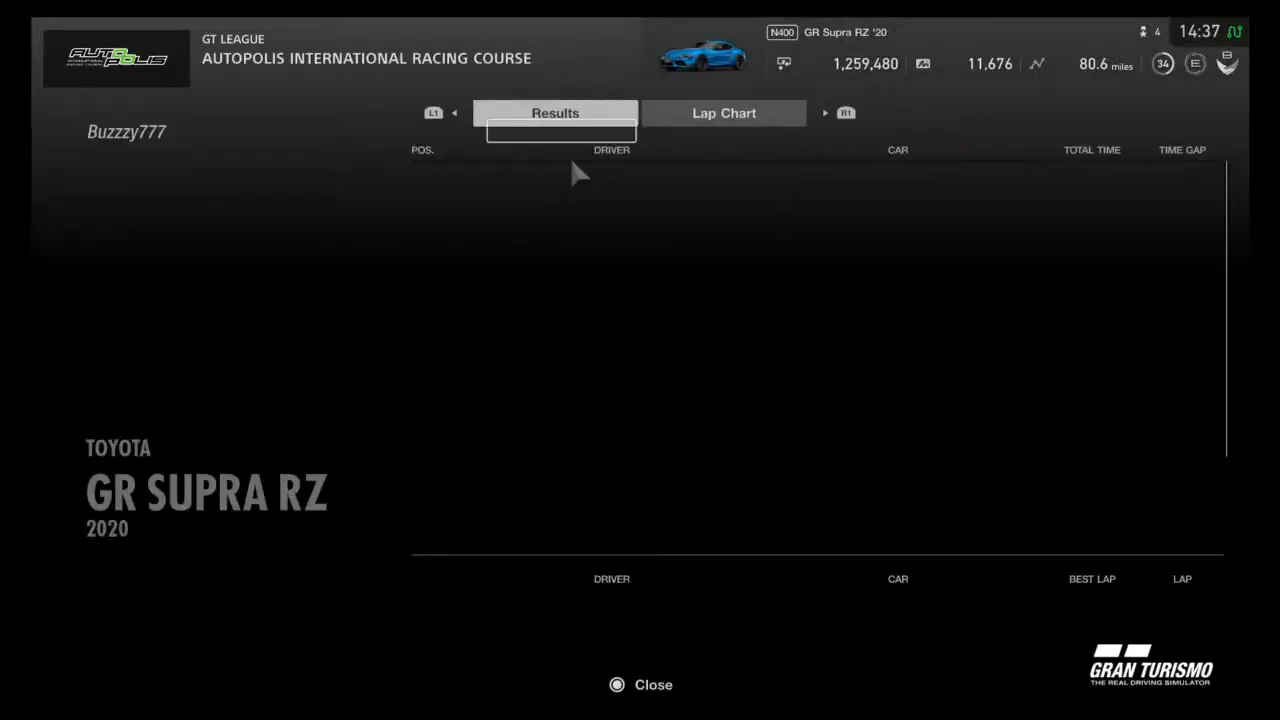 AUTOPOLIS
GT LEAGUE
AUTOPOLIS INTERNATIONAL RACING COURSE
N400 GR Supra RZ '20
4
14:37
1,259,480
11,676
80.6 miles
34
E
B
L1
Results
Lap Chart
R1
Buzzzy777
POS. DRIVER CAR TOTAL TIME TIME GAP
TOYOTA
GR SUPRA RZ
2020
DRIVER CAR BEST LAP LAP
GRAN TURISMO
THE REAL DRIVING SIMULATOR
Close